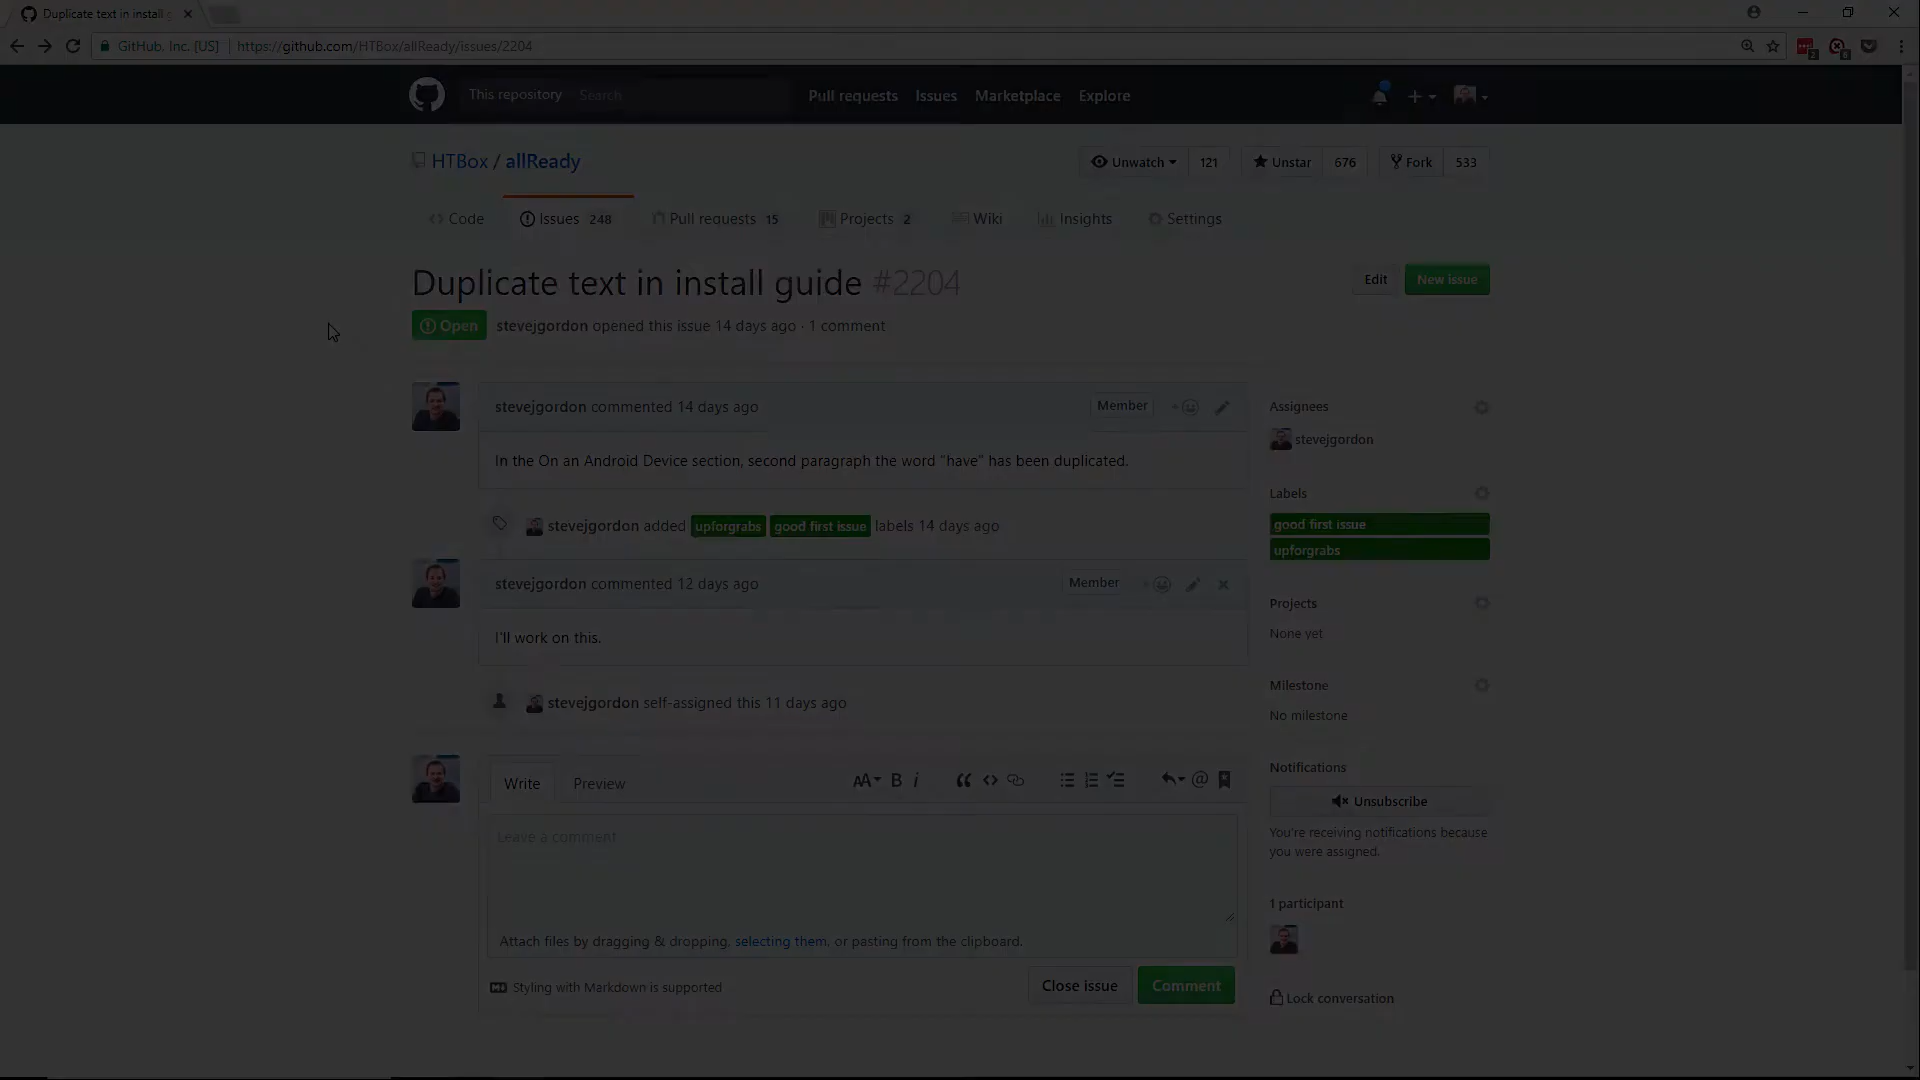 Duplicate text in install g
GitHub, Inc. [US] https://github.com/HTBox/allReady/issues/2204
This repository Search Pull requests Issues Marketplace Explore
HTBox / allReady Unwatch 121 Unstar 676 Fork 533
Code Issues 248 Pull requests 15 Projects 2 Wiki Insights Settings
Duplicate text in install guide #2204 Edit New issue
Open stevejgordon opened this issue 14 days ago · 1 comment
stevejgordon commented 14 days ago Member
In the On an Android Device section, second paragraph the word "have" has been duplicated.
stevejgordon added upforgrabs good first issue labels 14 days ago
stevejgordon commented 12 days ago Member
I'll work on this.
stevejgordon self-assigned this 11 days ago
Write Preview AA B i
Leave a comment
Attach files by dragging & dropping, selecting them, or pasting from the clipboard.
Styling with Markdown is supported Close issue Comment
Assignees
stevejgordon
Labels
good first issue
upforgrabs
Projects
None yet
Milestone
No milestone
Notifications
Unsubscribe
You're receiving notifications because
you were assigned.
1 participant
Lock conversation